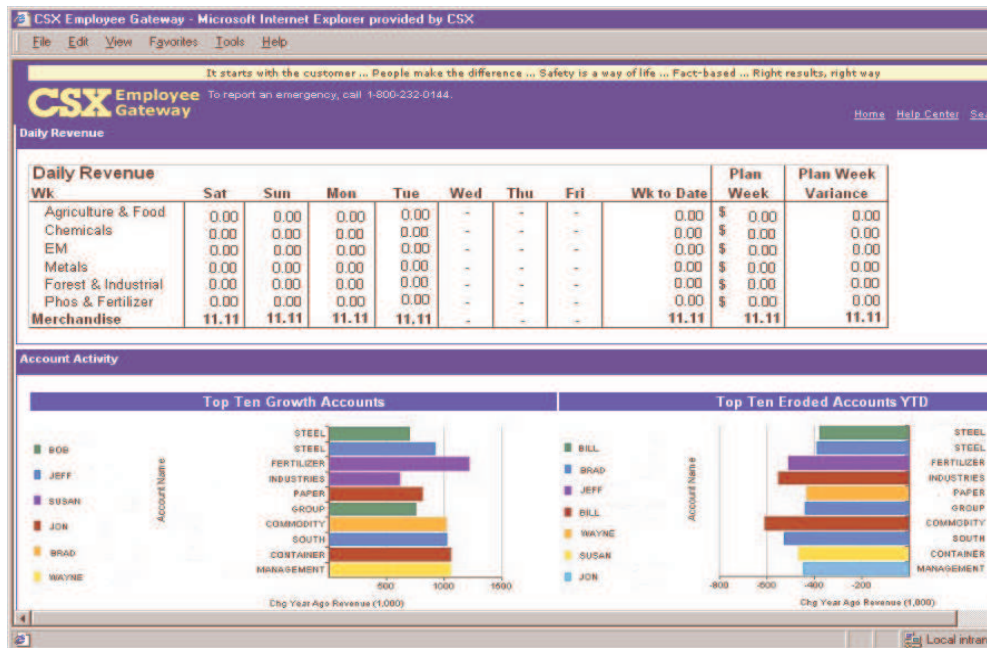 CSX Employee Gateway - Microsoft Internet Explorer provided by CSX
File Edit View Favorites Tools Help
It starts with the customer ... People make the difference ... Safety is a way of life ... Fact-based ... Right results, right way
CSX Employee Gateway
To report an emergency, call 1-800-232-0144.
Home Help Center
Daily Revenue
Daily Revenue Plan Plan Week
Wk Sat Sun Mon Tue Wed Thu Fri Wk to Date Week Variance
Agriculture & Food 0.00 0.00 0.00 0.00 - - - 0.00 $ 0.00 0.00
Chemicals 0.00 0.00 0.00 0.00 - - - 0.00 $ 0.00 0.00
EM 0.00 0.00 0.00 0.00 - - - 0.00 $ 0.00 0.00
Metals 0.00 0.00 0.00 0.00 - - - 0.00 $ 0.00 0.00
Forest & Industrial 0.00 0.00 0.00 0.00 - - - 0.00 $ 0.00 0.00
Phos & Fertilizer 0.00 0.00 0.00 0.00 - - - 0.00 $ 0.00 0.00
Merchandise 11.11 11.11 11.11 11.11 - - - 11.11 11.11 11.11
Account Activity
Top Ten Growth Accounts
BOB
JEFF
SUSAN
JON
BRAD
WAYNE
Account Name
STEEL
STEEL
FERTILIZER
INDUSTRIES
PAPER
GROUP
COMMODITY
SOUTH
CONTAINER
MANAGEMENT
500 1000 1500
Chg Year Ago Revenue (1,000)
Top Ten Eroded Accounts YTD
BILL
BRAD
JEFF
BILL
WAYNE
SUSAN
JON
Account Name
STEEL
STEEL
FERTILIZER
INDUSTRIES
PAPER
GROUP
COMMODITY
SOUTH
CONTAINER
MANAGEMENT
-800 -600 -400 -200
Chg Year Ago Revenue (1,000)
Local